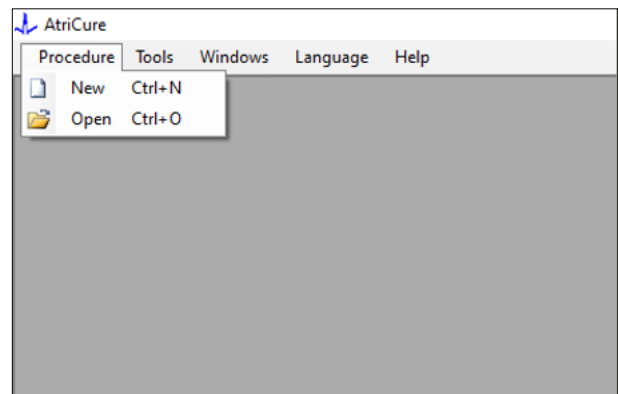 AtriCure
Procedure Tools Windows Language Help
New Ctrl+N
Open Ctrl+O